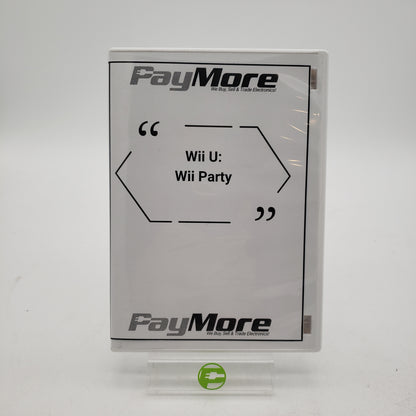 PayMore
We Buy, Sell & Trade Electronics!
“
Wii U:
Wii Party
”
PayMore
We Buy, Sell & Trade Electronics!